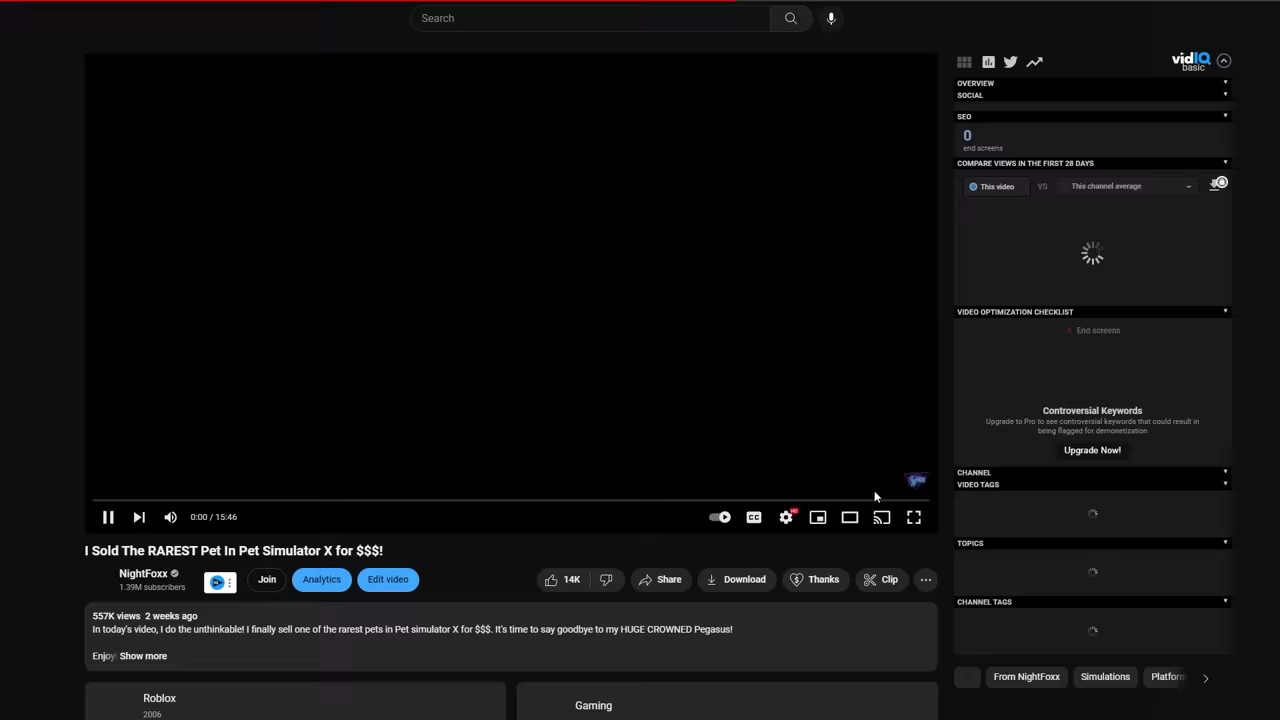 Search
vidIQ
basic
OVERVIEW
SOCIAL
SEO
0
end screens
COMPARE VIEWS IN THE FIRST 28 DAYS
This video
VS
This channel average
VIDEO OPTIMIZATION CHECKLIST
End screens
Controversial Keywords
Upgrade to Pro to see controversial keywords that could result in
being flagged for demonetization
Upgrade Now!
CHANNEL
VIDEO TAGS
TOPICS
CHANNEL TAGS
0:00 / 15:46
CC
HD
I Sold The RAREST Pet In Pet Simulator X for $$$!
NightFoxx
1.39M subscribers
Join
Analytics
Edit video
14K
Share
Download
Thanks
Clip
557K views 2 weeks ago
In today's video, I do the unthinkable! I finally sell one of the rarest pets in Pet simulator X for $$$. It's time to say goodbye to my HUGE CROWNED Pegasus!
Enjoy! Show more
From NightFoxx
Simulations
Platform
Roblox
2006
Gaming